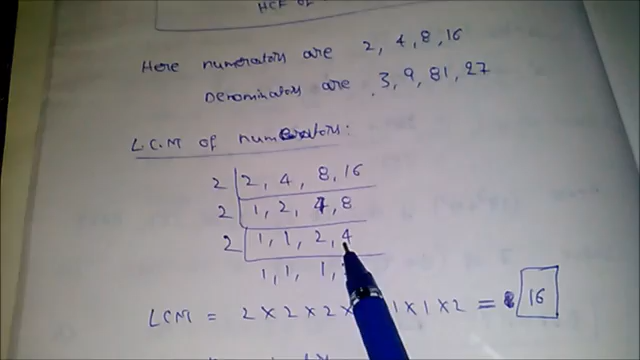 HCF OF
Here numerators are 2, 4, 8, 16
Denominators are 3, 9, 81, 27
L.C.M of numerators:
2 | 2, 4, 8, 16
2 | 1, 2, 4, 8
2 | 1, 1, 2, 4
1, 1, 1,
LCM = 2 × 2 × 2 × 1 × 1 × 2 = 16